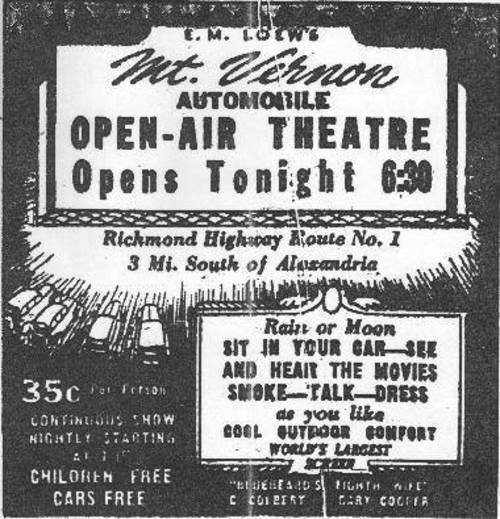 E. M. LOEW'S
Mt. Vernon
AUTOMOBILE
OPEN-AIR THEATRE
Opens Tonight 6:30
Richmond Highway Route No. 1
3 Mi. South of Alexandria
Rain or Moon
SIT IN YOUR CAR—SEE
AND HEAR THE MOVIES
SMOKE—TALK—DRESS
as you like
COOL OUTDOOR COMFORT
WORLD'S LARGEST
SCREEN
35c Per Person
CONTINUOUS SHOW
NIGHTLY STARTING
AT
CHILDREN FREE
CARS FREE
"BLUEBEARD'S EIGHTH WIFE"
C. COLBERT GARY COOPER